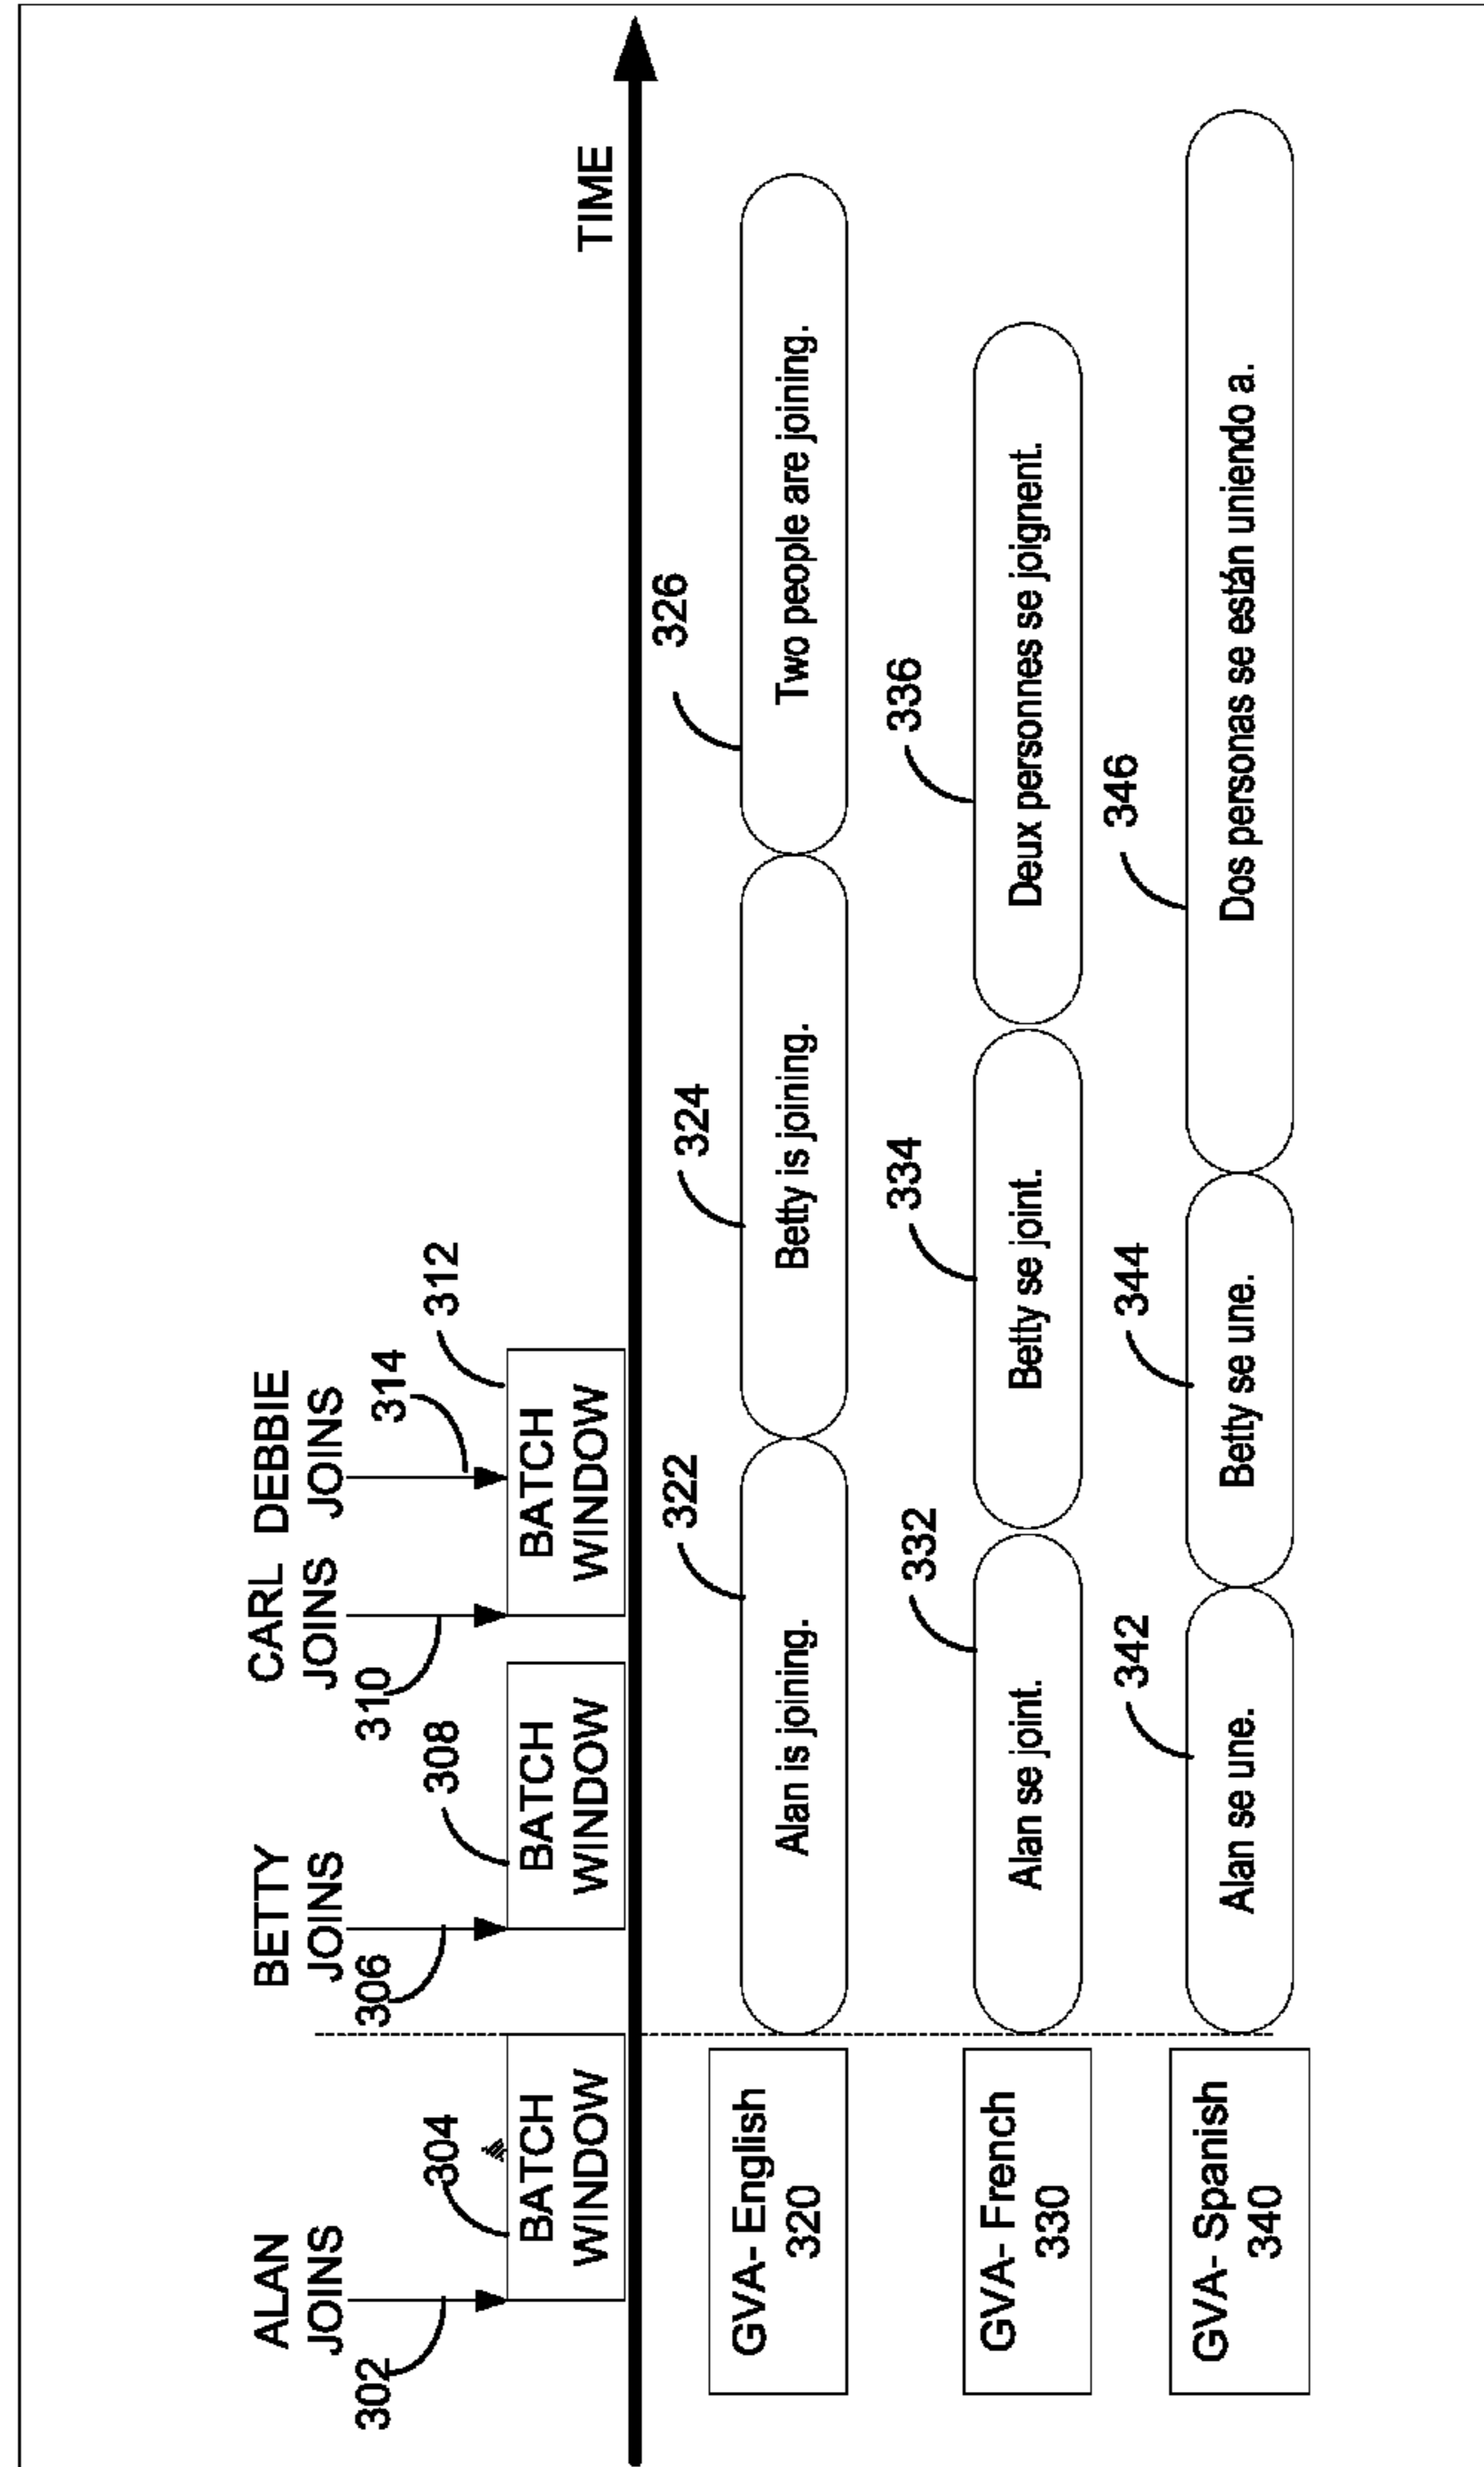 ALAN
JOINS
BETTY
JOINS
CARL
JOINS
DEBBIE
JOINS
302
304
306
308
310
314
312
BATCH
WINDOW
BATCH
WINDOW
BATCH
WINDOW
TIME
GVA- English
320
322
Alan is joining.
324
Betty is joining.
326
Two people are joining.
GVA- French
330
332
Alan se joint.
334
Betty se joint.
336
Deux personnes se joignent.
GVA- Spanish
340
342
Alan se une.
344
Betty se une.
346
Dos personas se están uniendo a.